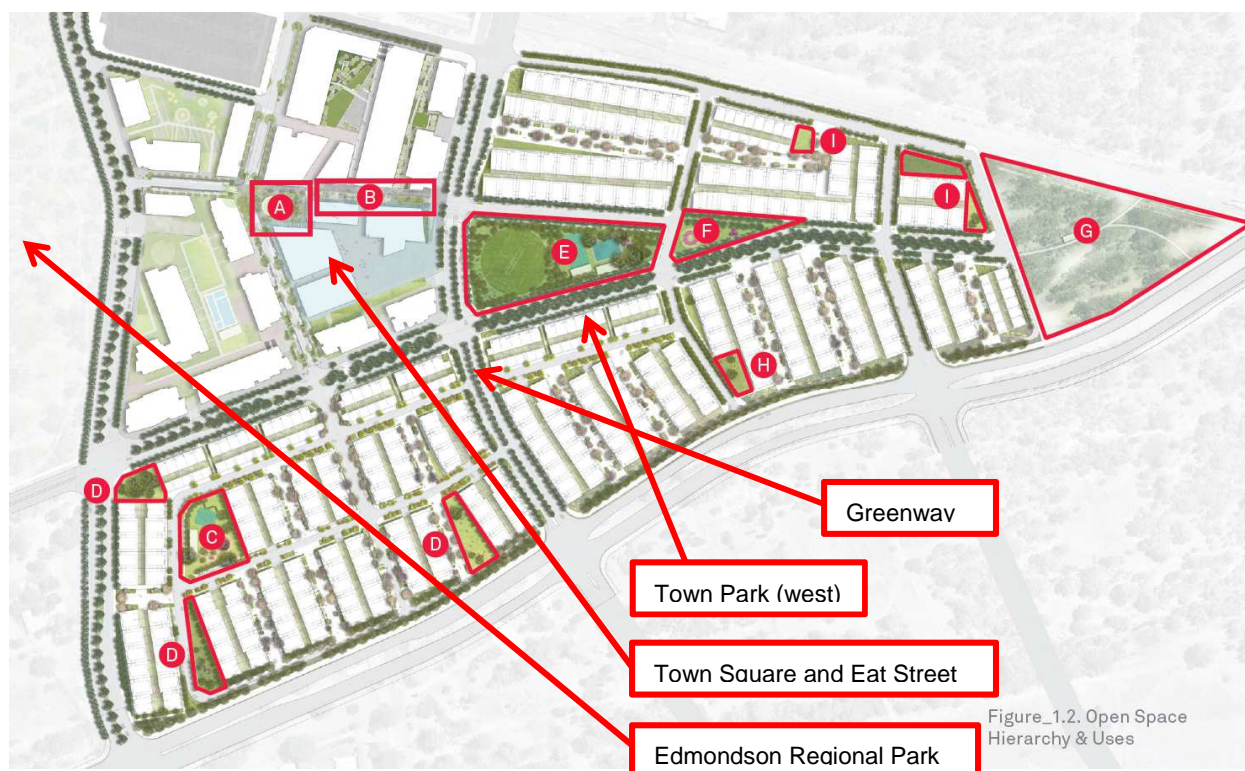 I
A
B
I
E
F
G
H
D
C
D
D
Greenway
Town Park (west)
Town Square and Eat Street
Edmondson Regional Park
Figure_1.2. Open Space
Hierarchy & Uses